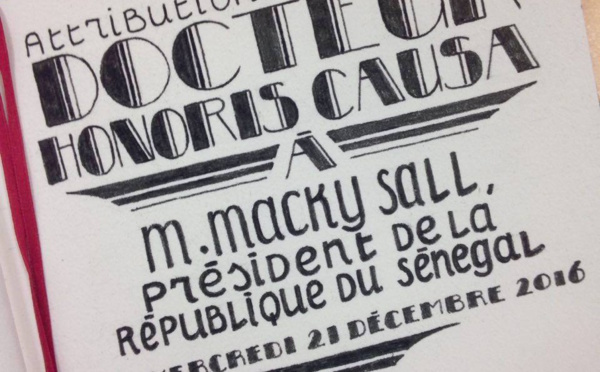 Attribution
DOCTEUR
HONORIS CAUSA
À
M. Macky Sall,
président de la
République du Sénégal
MERCREDI 21 DÉCEMBRE 2016